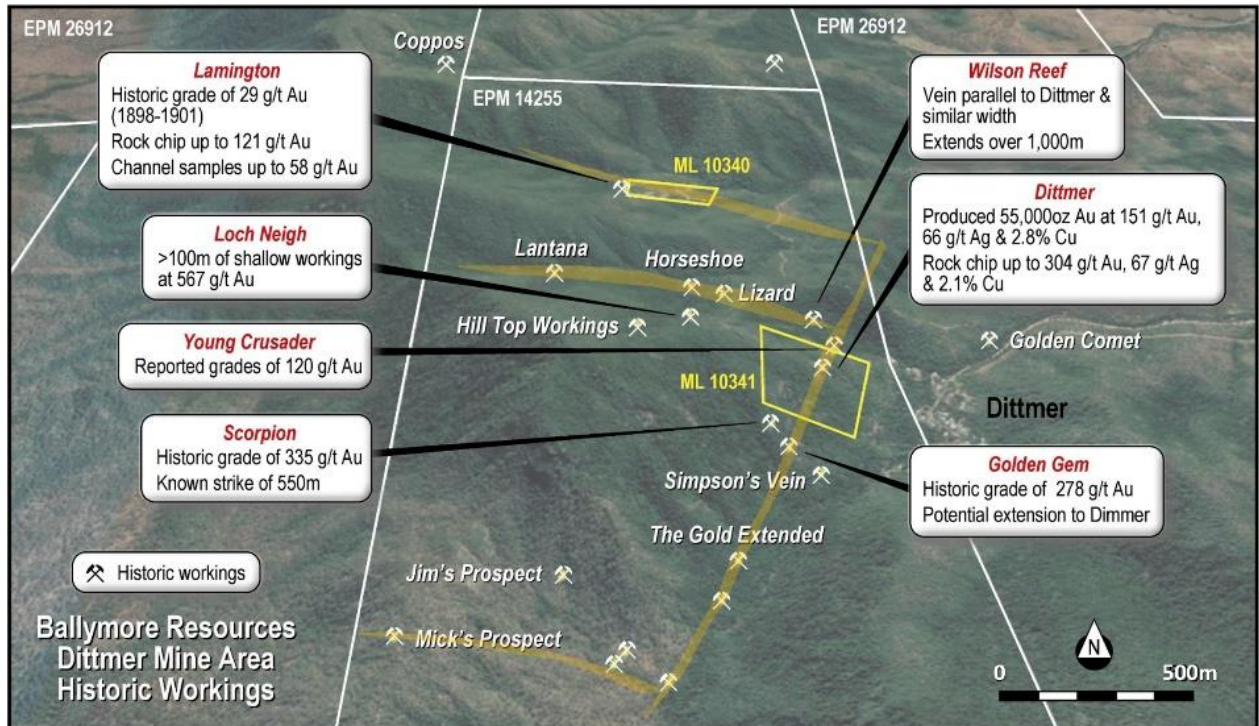 EPM 26912
Coppos
EPM 26912
Lamington
Historic grade of 29 g/t Au
(1898-1901)
Rock chip up to 121 g/t Au
Channel samples up to 58 g/t Au
EPM 14255
Wilson Reef
Vein parallel to Dittmer &
similar width
Extends over 1,000m
ML 10340
Dittmer
Produced 55,000oz Au at 151 g/t Au,
66 g/t Ag & 2.8% Cu
Rock chip up to 304 g/t Au, 67 g/t Ag
& 2.1% Cu
Loch Neigh
>100m of shallow workings
at 567 g/t Au
Lantana
Horseshoe
Lizard
Hill Top Workings
Golden Comet
Young Crusader
Reported grades of 120 g/t Au
ML 10341
Dittmer
Scorpion
Historic grade of 335 g/t Au
Known strike of 550m
Simpson's Vein
Golden Gem
Historic grade of 278 g/t Au
Potential extension to Dimmer
The Gold Extended
Historic workings
Jim's Prospect
Mick's Prospect
Ballymore Resources
Dittmer Mine Area
Historic Workings
N
0 500m